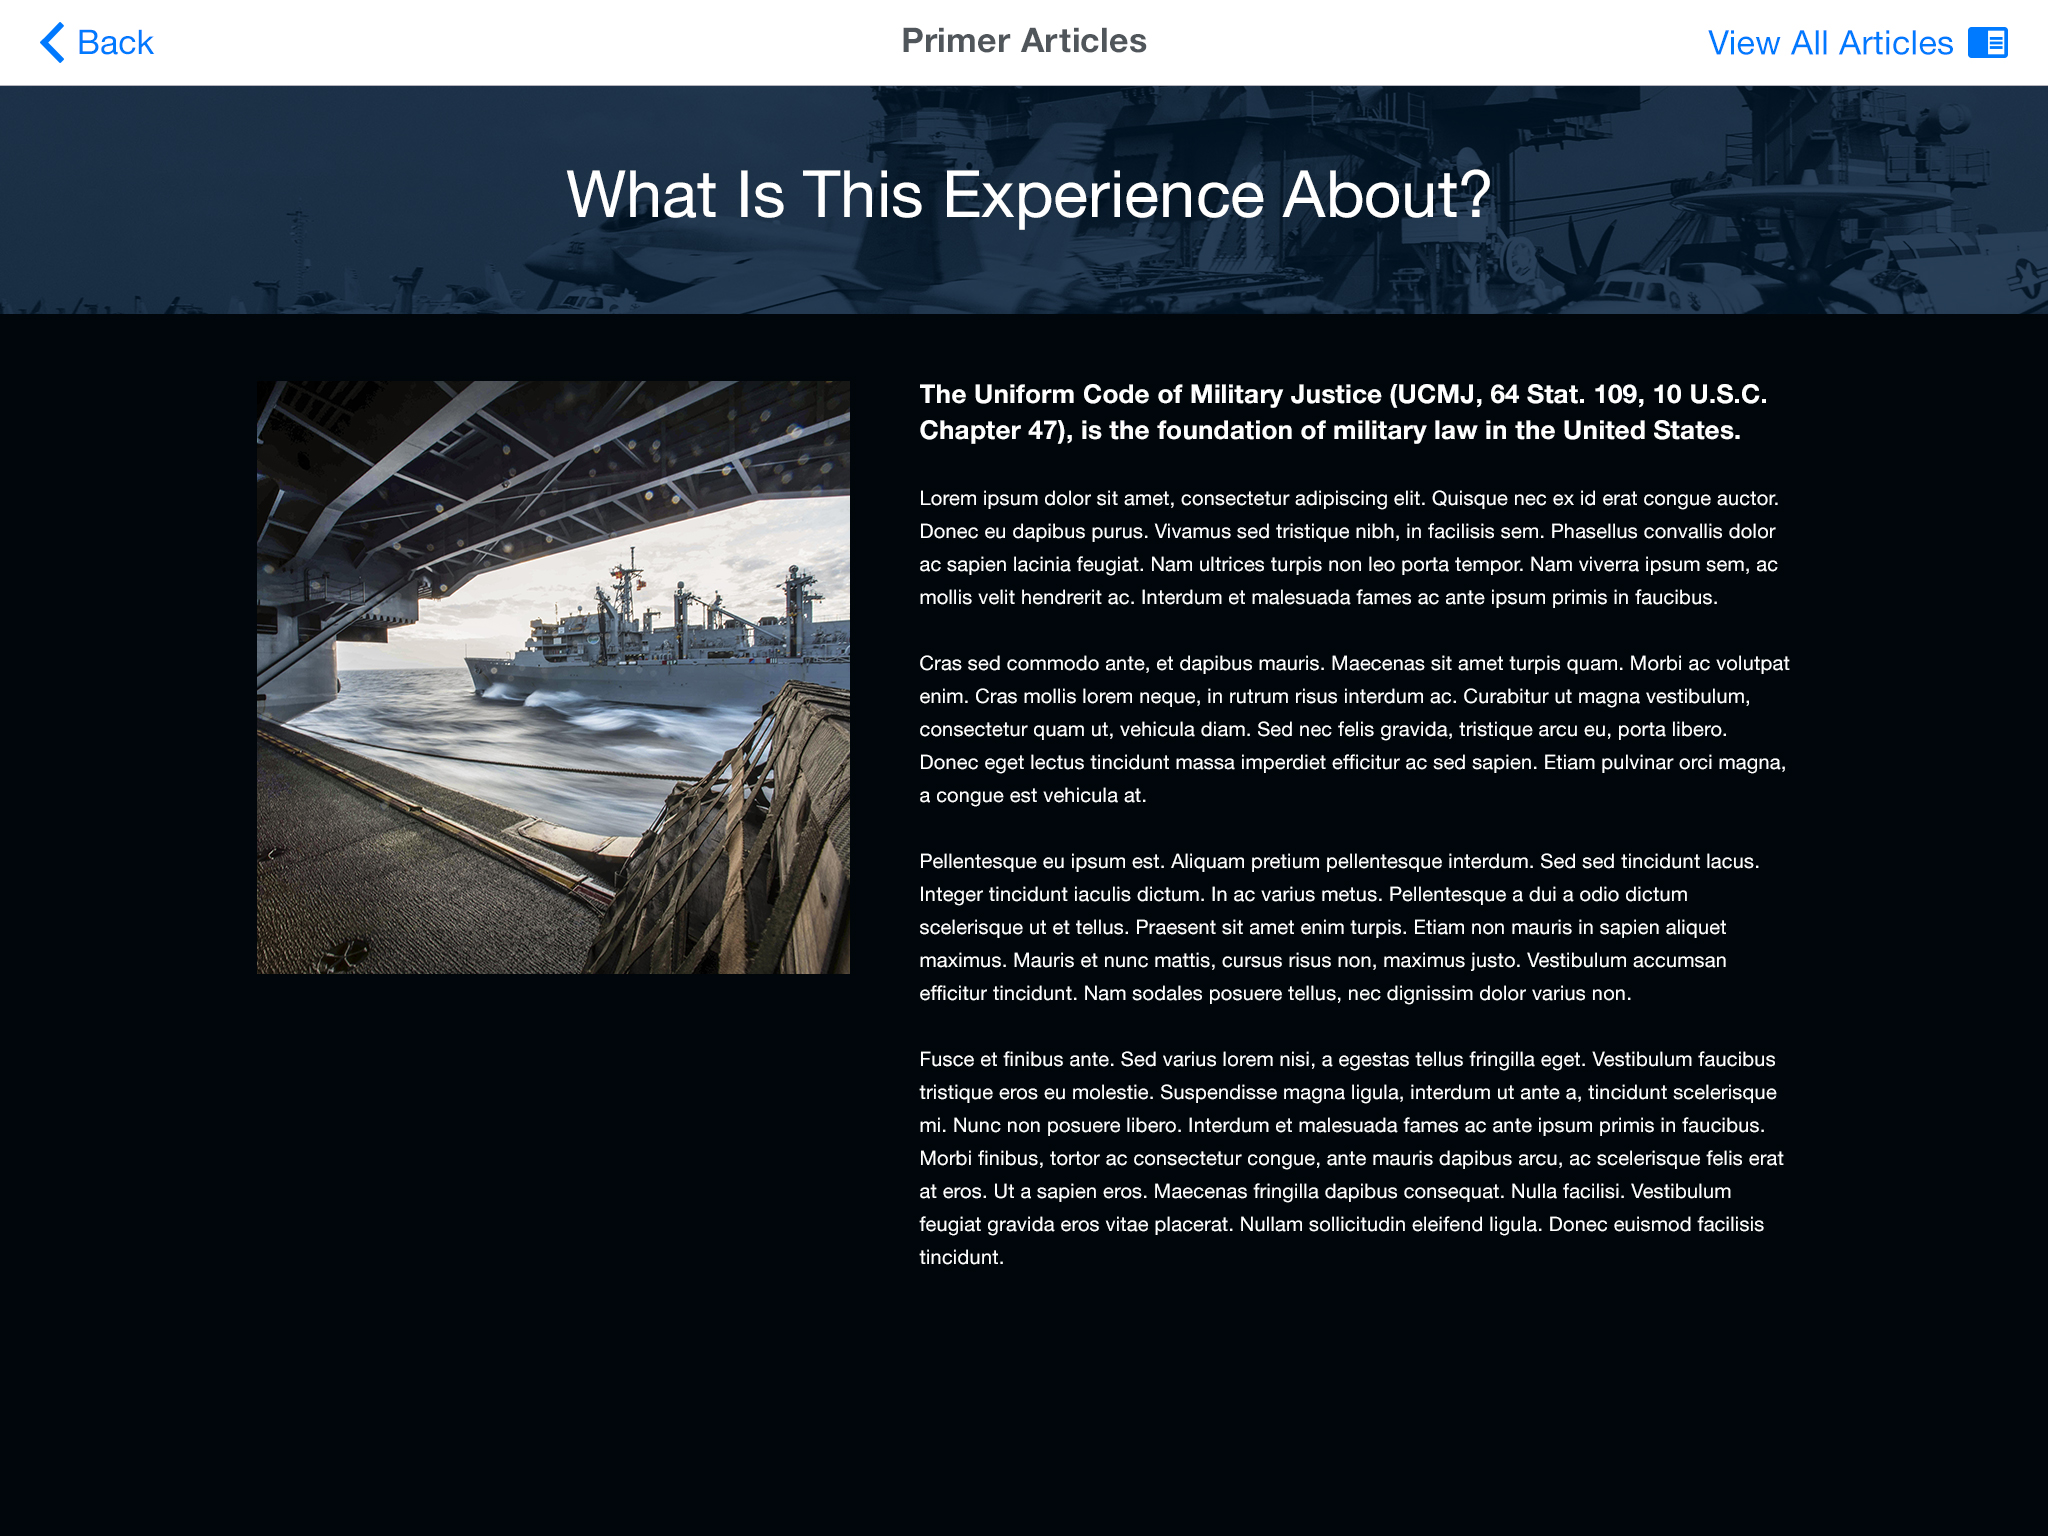 Back
Primer Articles
View All Articles
What Is This Experience About?
The Uniform Code of Military Justice (UCMJ, 64 Stat. 109, 10 U.S.C.
Chapter 47), is the foundation of military law in the United States.
Lorem ipsum dolor sit amet, consectetur adipiscing elit. Quisque nec ex id erat congue auctor.
Donec eu dapibus purus. Vivamus sed tristique nibh, in facilisis sem. Phasellus convallis dolor
ac sapien lacinia feugiat. Nam ultrices turpis non leo porta tempor. Nam viverra ipsum sem, ac
mollis velit hendrerit ac. Interdum et malesuada fames ac ante ipsum primis in faucibus.
Cras sed commodo ante, et dapibus mauris. Maecenas sit amet turpis quam. Morbi ac volutpat
enim. Cras mollis lorem neque, in rutrum risus interdum ac. Curabitur ut magna vestibulum,
consectetur quam ut, vehicula diam. Sed nec felis gravida, tristique arcu eu, porta libero.
Donec eget lectus tincidunt massa imperdiet efficitur ac sed sapien. Etiam pulvinar orci magna,
a congue est vehicula at.
Pellentesque eu ipsum est. Aliquam pretium pellentesque interdum. Sed sed tincidunt lacus.
Integer tincidunt iaculis dictum. In ac varius metus. Pellentesque a dui a odio dictum
scelerisque ut et tellus. Praesent sit amet enim turpis. Etiam non mauris in sapien aliquet
maximus. Mauris et nunc mattis, cursus risus non, maximus justo. Vestibulum accumsan
efficitur tincidunt. Nam sodales posuere tellus, nec dignissim dolor varius non.
Fusce et finibus ante. Sed varius lorem nisi, a egestas tellus fringilla eget. Vestibulum faucibus
tristique eros eu molestie. Suspendisse magna ligula, interdum ut ante a, tincidunt scelerisque
mi. Nunc non posuere libero. Interdum et malesuada fames ac ante ipsum primis in faucibus.
Morbi finibus, tortor ac consectetur congue, ante mauris dapibus arcu, ac scelerisque felis erat
at eros. Ut a sapien eros. Maecenas fringilla dapibus consequat. Nulla facilisi. Vestibulum
feugiat gravida eros vitae placerat. Nullam sollicitudin eleifend ligula. Donec euismod facilisis
tincidunt.